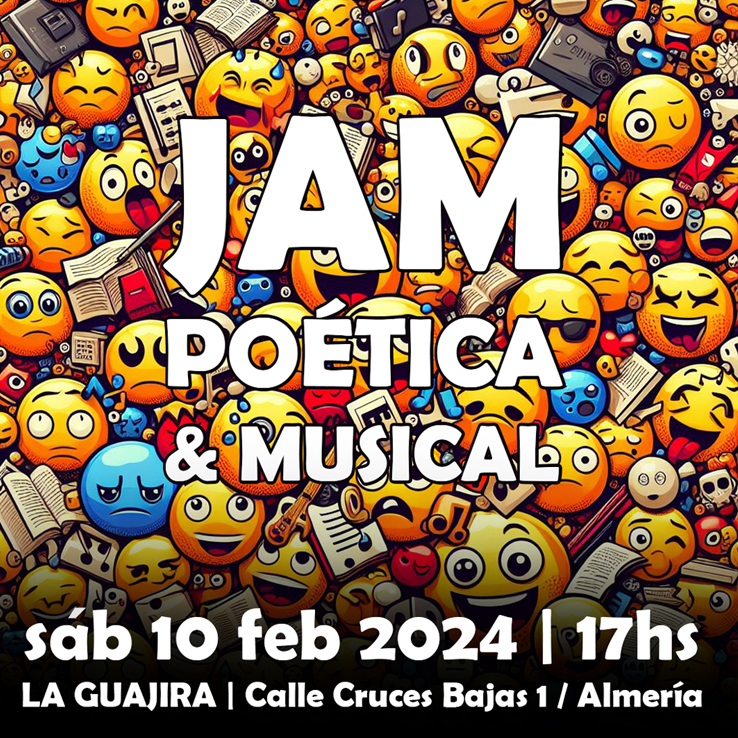 JAM
POÉTICA
& MUSICAL
sáb 10 feb 2024 | 17hs
LA GUAJIRA | Calle Cruces Bajas 1 / Almería